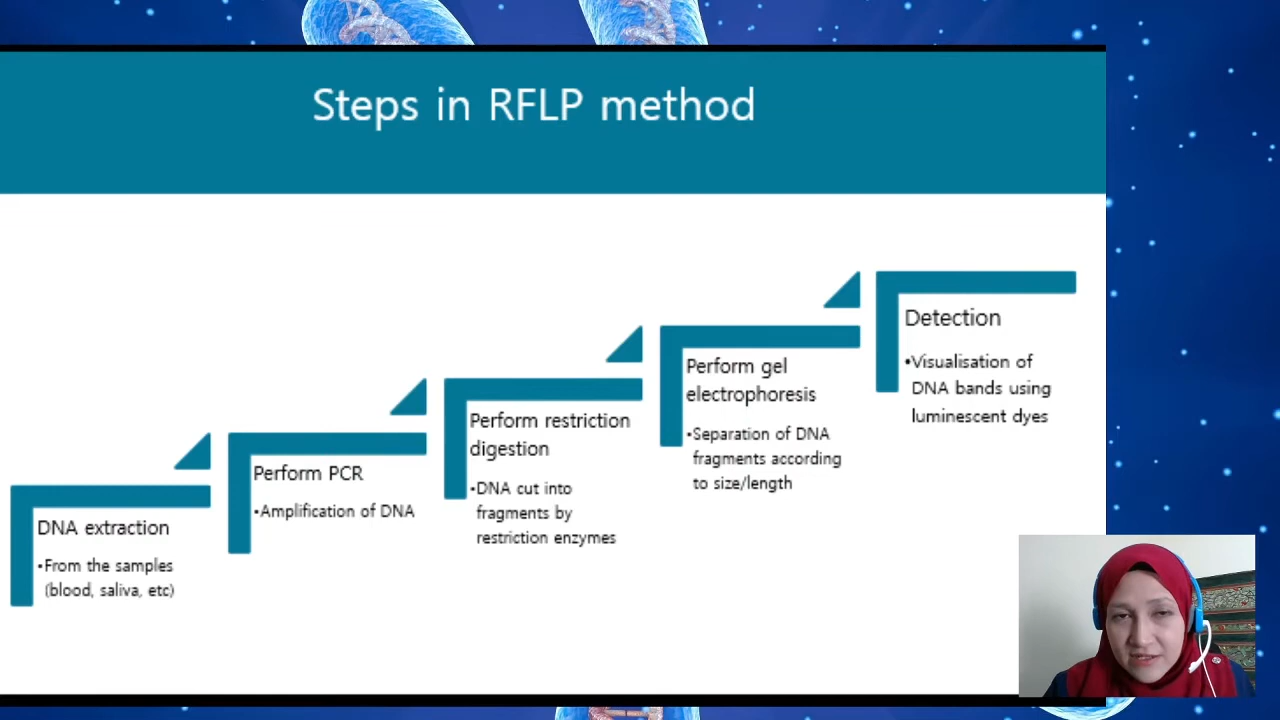 Steps in RFLP method
DNA extraction
•From the samples
(blood, saliva, etc)
Perform PCR
•Amplification of DNA
Perform restriction
digestion
•DNA cut into
fragments by
restriction enzymes
Perform gel
electrophoresis
•Separation of DNA
fragments according
to size/length
Detection
•Visualisation of
DNA bands using
luminescent dyes